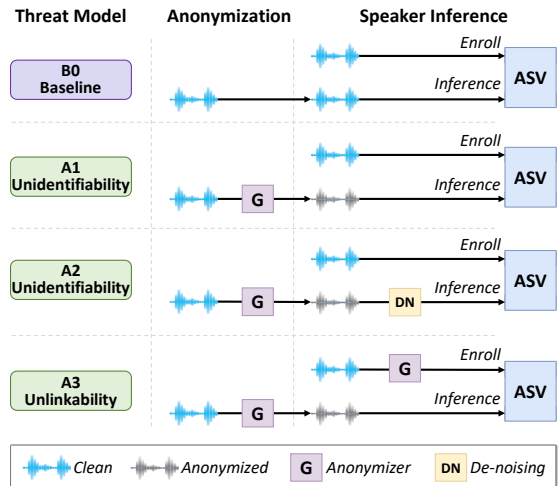 Threat Model Anonymization Speaker Inference
Enroll
B0
Baseline
Inference
ASV
A1
Unidentifiability
Enroll
G
Inference
ASV
A2
Unidentifiability
Enroll
G
DN
Inference
ASV
A3
Unlinkability
G
Enroll
G
Inference
ASV
Clean Anonymized G Anonymizer DN De-noising